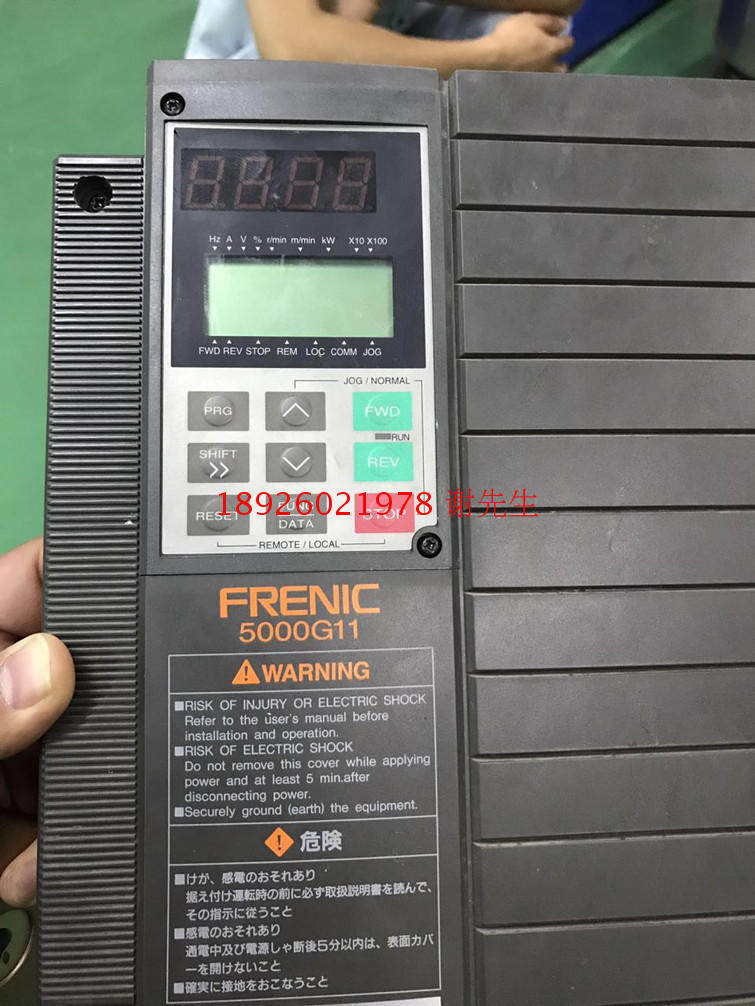 8888
Hz A V % r/min m/min kW X10 X100
FWD REV STOP REM LOC COMM JOG
JOG / NORMAL
PRG
FWD
RUN
SHIFT
REV
18926021978 谢先生
RESET
FUNC
DATA
STOP
REMOTE / LOCAL
FRENIC
5000G11
WARNING
■RISK OF INJURY OR ELECTRIC SHOCK
Refer to the user's manual before
installation and operation.
■RISK OF ELECTRIC SHOCK
Do not remove this cover while applying
power and at least 5 min.after
disconnecting power.
■Securely ground (earth) the equipment.
危険
■けが、感電のおそれあり
据え付け運転時の前に必ず取扱説明書を読んで、
その指示に従うこと
■感電のおそれあり
通電中及び電源しゃ断後5分以内は、表面カバ
ーを開けないこと
■確実に接地をおこなうこと